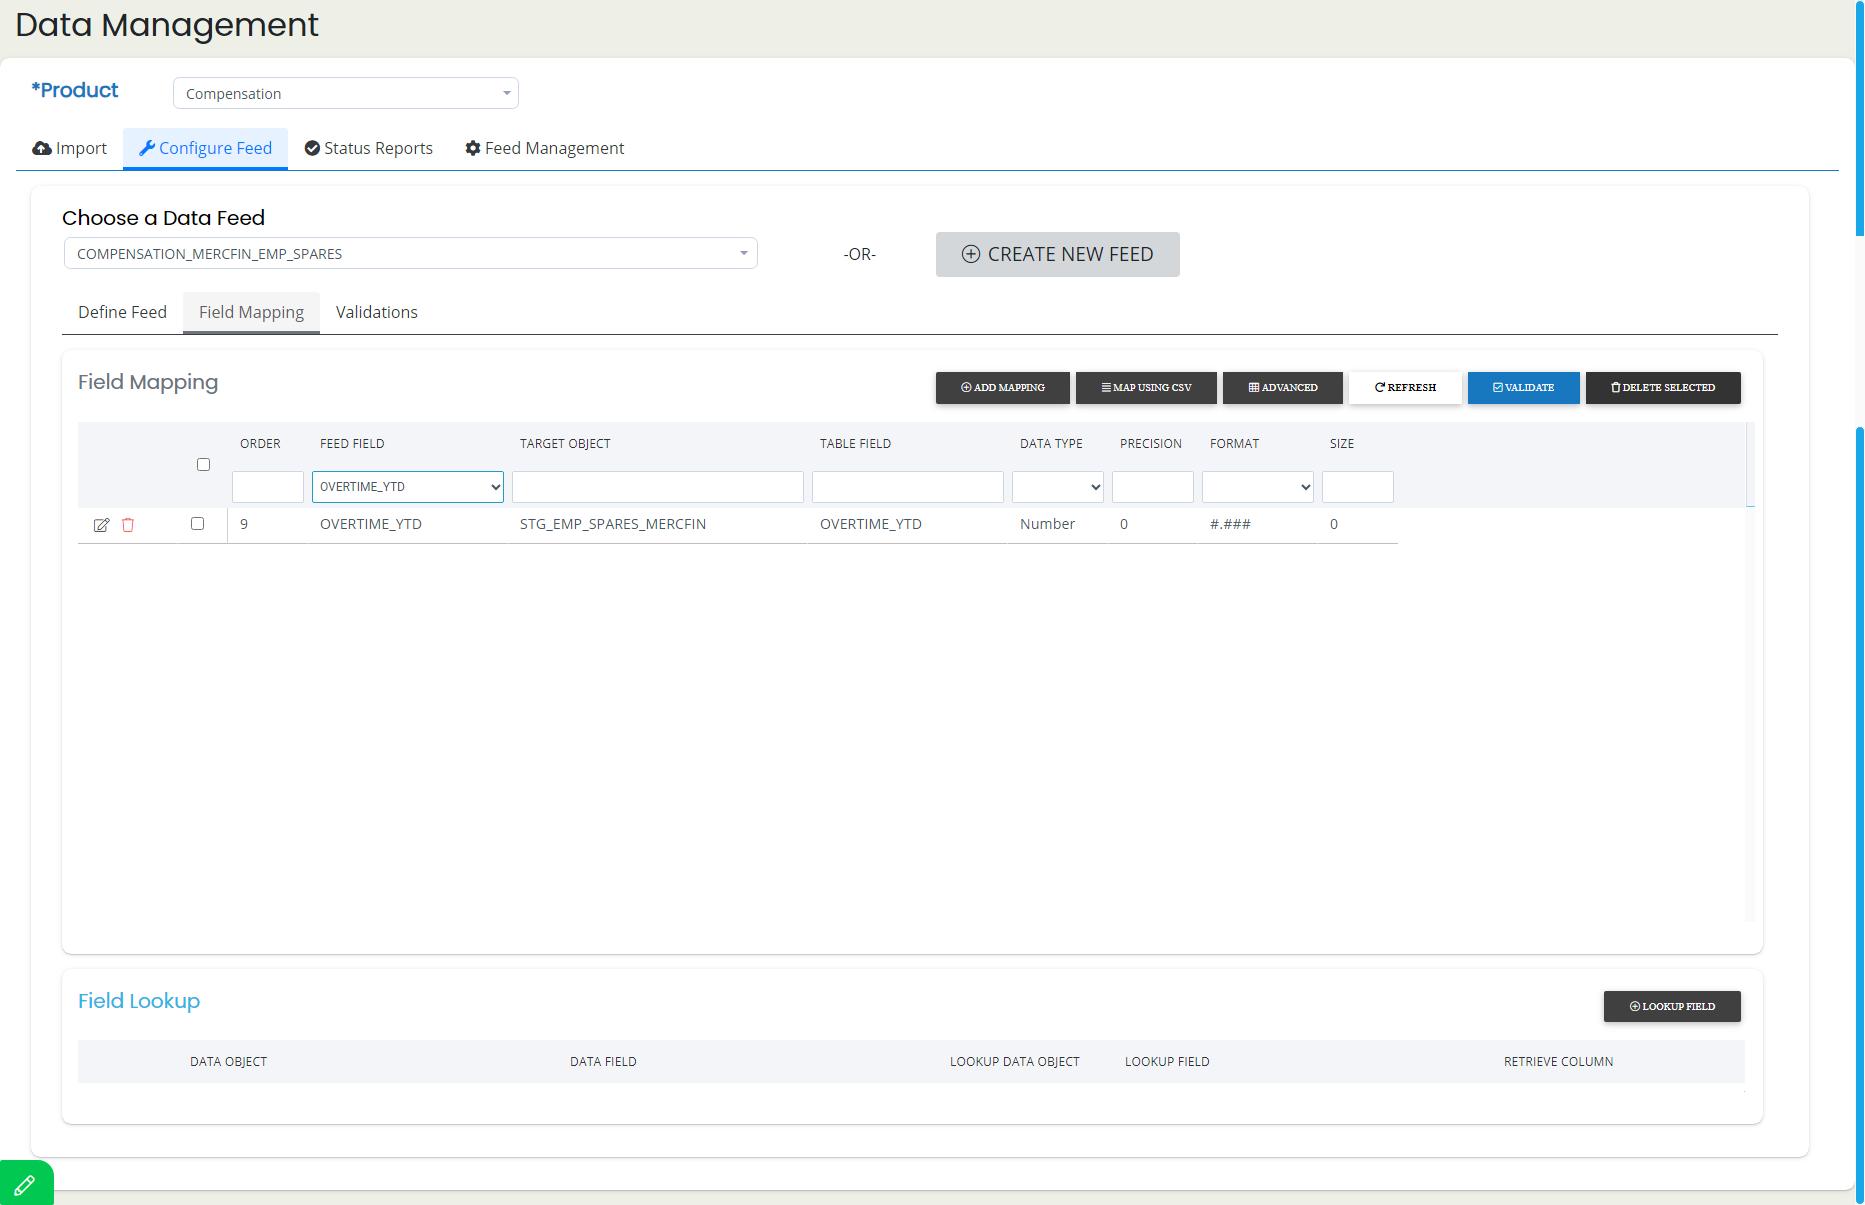 Data Management
*Product
Compensation
Import
Configure Feed
Status Reports
Feed Management
Choose a Data Feed
COMPENSATION_MERCFIN_EMP_SPARES
-OR-
CREATE NEW FEED
Define Feed
Field Mapping
Validations
Field Mapping
ADD MAPPING
MAP USING CSV
ADVANCED
REFRESH
VALIDATE
DELETE SELECTED
ORDER FEED FIELD TARGET OBJECT TABLE FIELD DATA TYPE PRECISION FORMAT SIZE
OVERTIME_YTD
9 OVERTIME_YTD STG_EMP_SPARES_MERCFIN OVERTIME_YTD Number 0 #.### 0
Field Lookup
LOOKUP FIELD
DATA OBJECT DATA FIELD LOOKUP DATA OBJECT LOOKUP FIELD RETRIEVE COLUMN